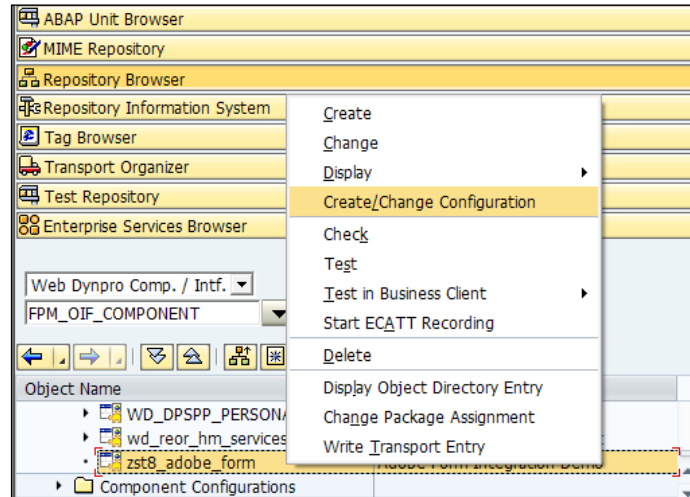 ABAP Unit Browser
MIME Repository
Repository Browser
Repository Information System
Tag Browser
Transport Organizer
Test Repository
Enterprise Services Browser
Create
Change
Display
Create/Change Configuration
Check
Test
Test in Business Client
Start ECATT Recording
Delete
Display Object Directory Entry
Change Package Assignment
Write Transport Entry
Web Dynpro Comp. / Intf.
FPM_OIF_COMPONENT
Object Name
WD_DPSPP_PERSONA
wd_reor_hm_services
zst8_adobe_form Adobe Form Integration Demo
Component Configurations